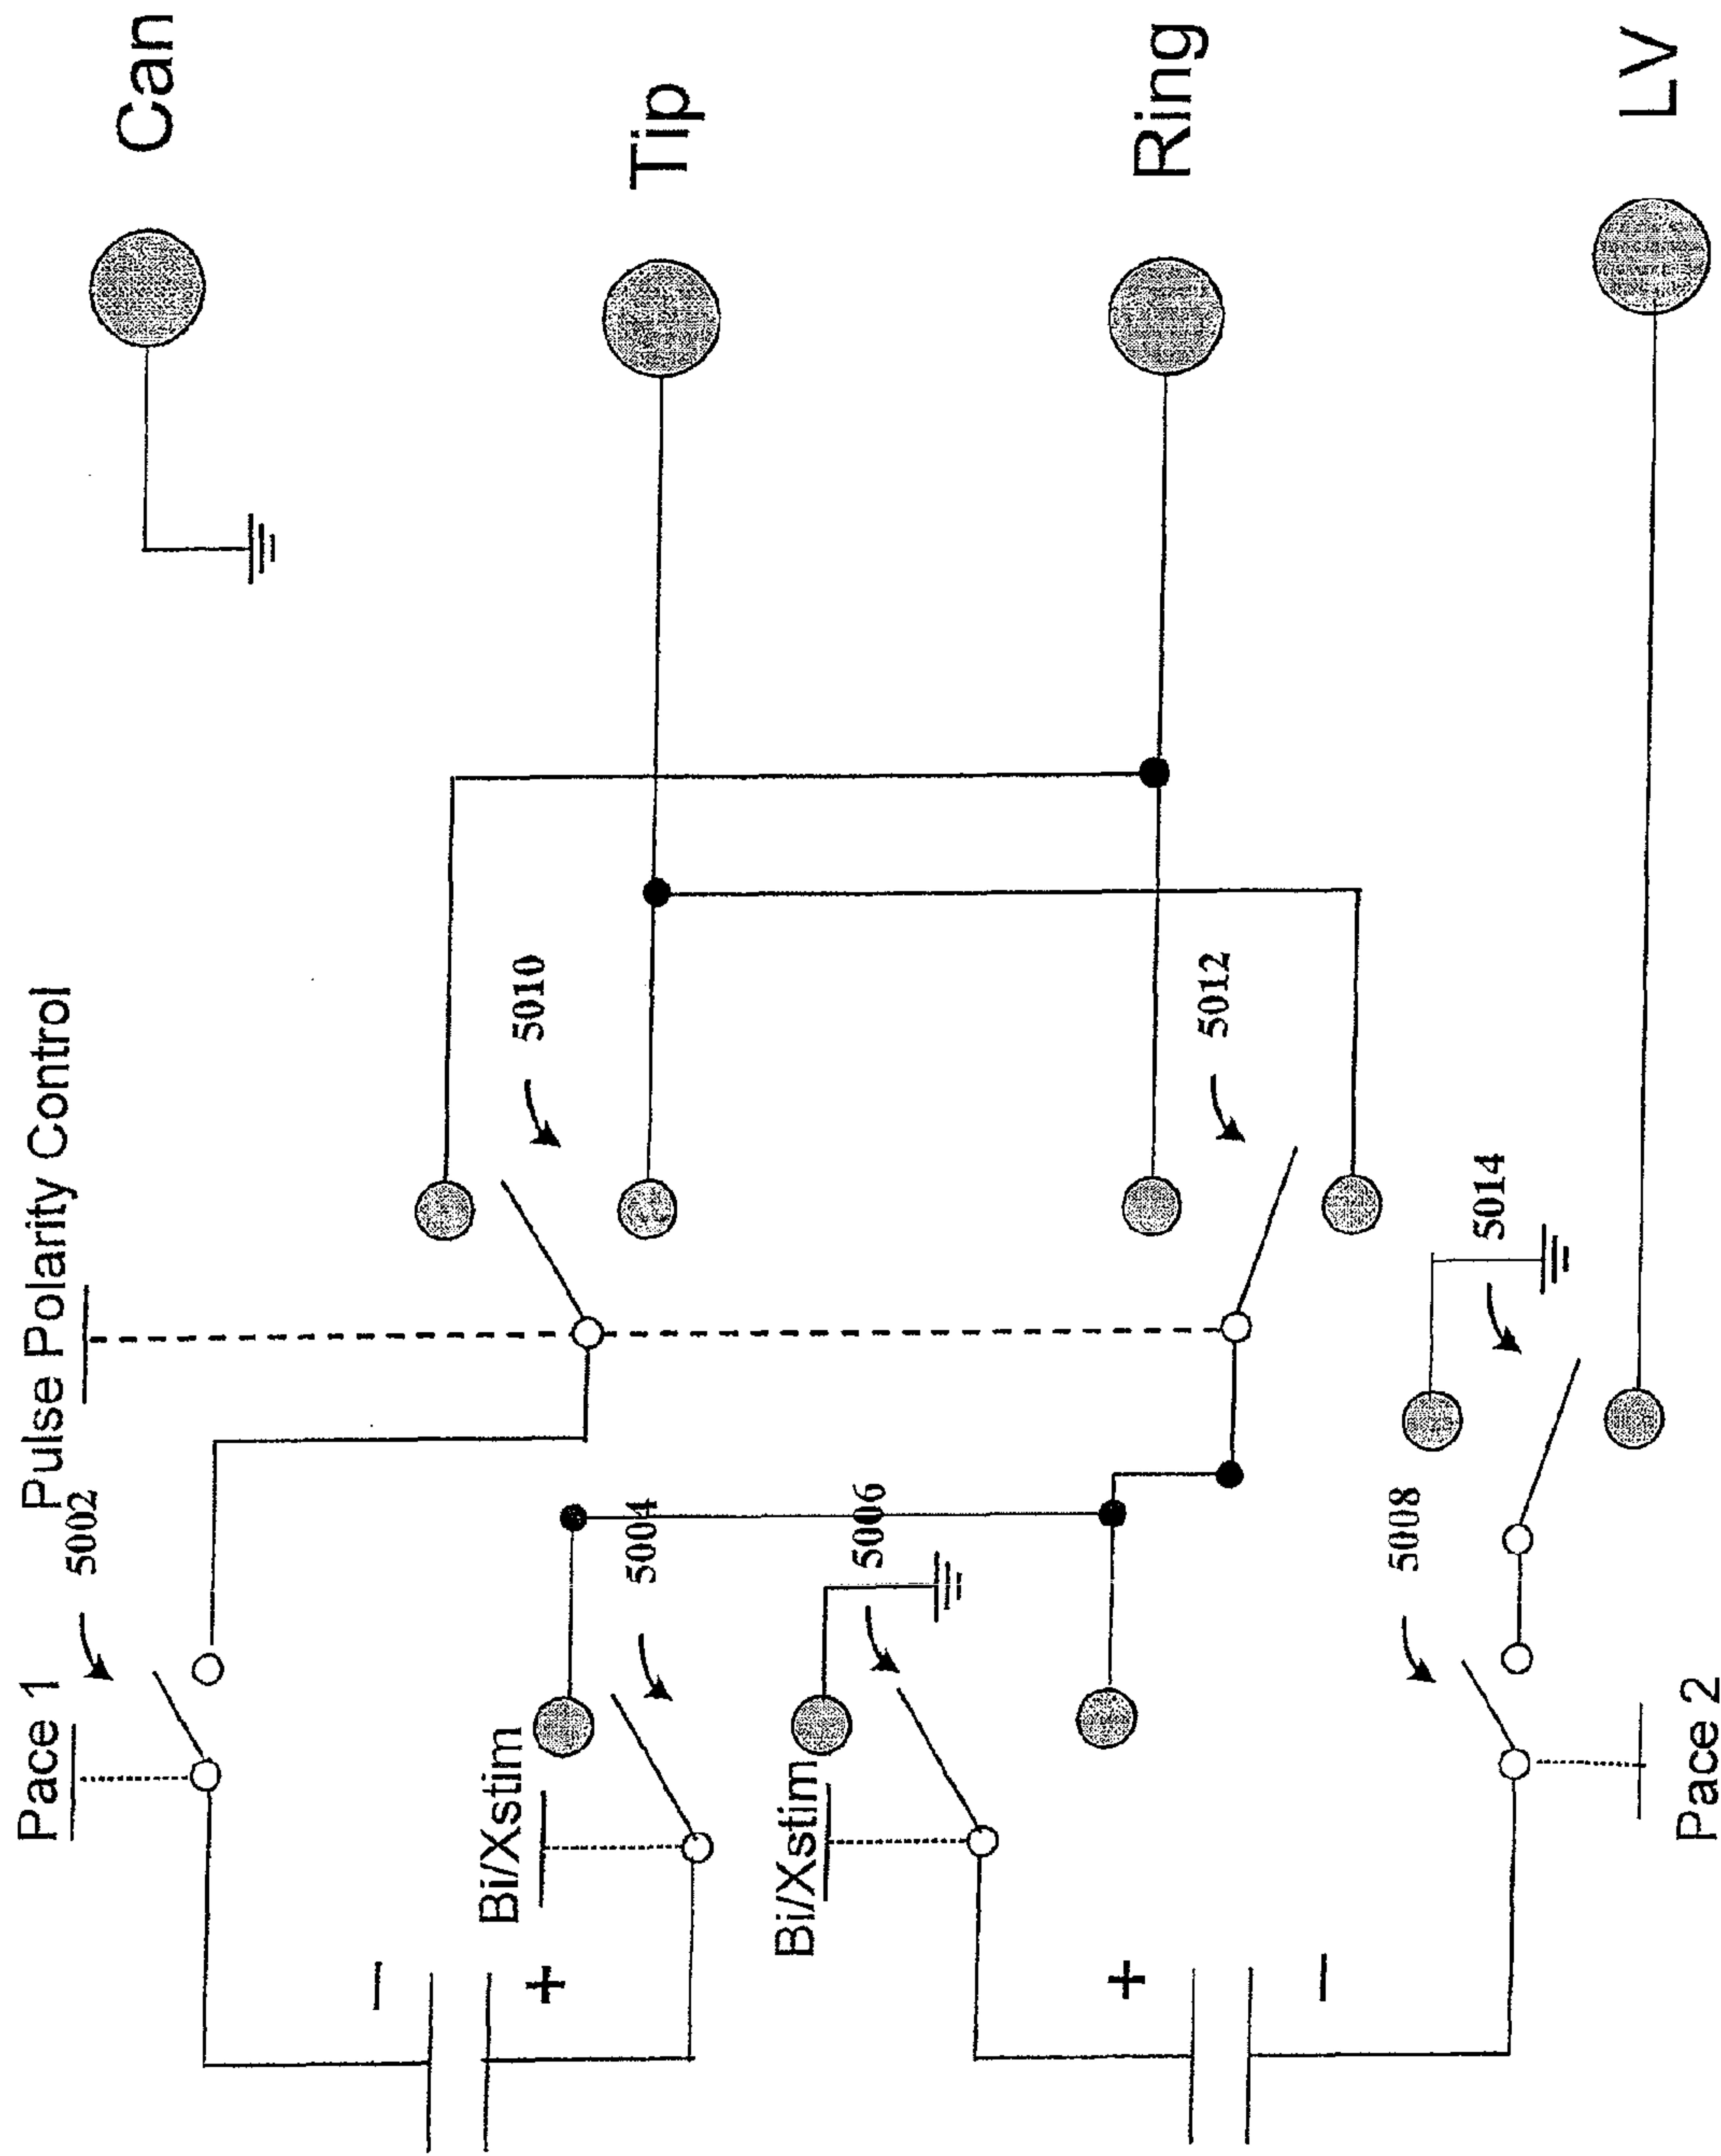 Can
Tip
Ring
LV
Pulse Polarity Control
5010
5012
5014
5002
5004
5006
5008
Pace 1
Bi/Xstim
Bi/Xstim
Pace 2
−
+
+
−